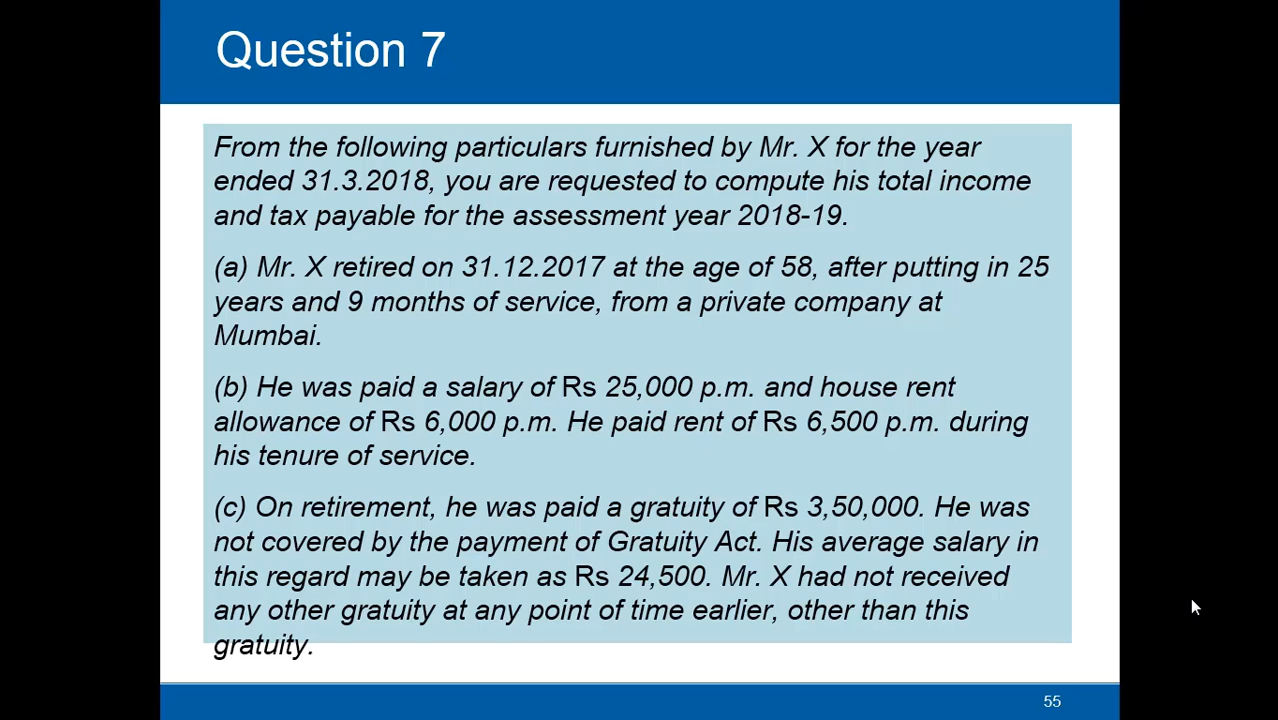 Question 7
From the following particulars furnished by Mr. X for the year
ended 31.3.2018, you are requested to compute his total income
and tax payable for the assessment year 2018-19.
(a) Mr. X retired on 31.12.2017 at the age of 58, after putting in 25
years and 9 months of service, from a private company at
Mumbai.
(b) He was paid a salary of Rs 25,000 p.m. and house rent
allowance of Rs 6,000 p.m. He paid rent of Rs 6,500 p.m. during
his tenure of service.
(c) On retirement, he was paid a gratuity of Rs 3,50,000. He was
not covered by the payment of Gratuity Act. His average salary in
this regard may be taken as Rs 24,500. Mr. X had not received
any other gratuity at any point of time earlier, other than this
gratuity.
55